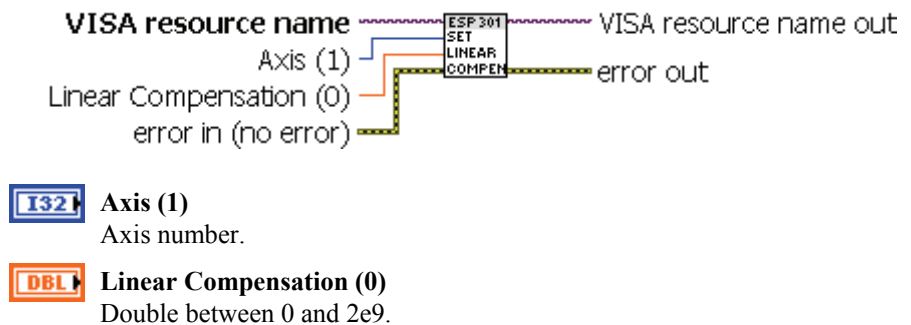 VISA resource name
ESP 301
SET
LINEAR
COMPEN
VISA resource name out
Axis (1)
Linear Compensation (0)
error in (no error)
error out
I32
Axis (1)
Axis number.
DBL
Linear Compensation (0)
Double between 0 and 2e9.